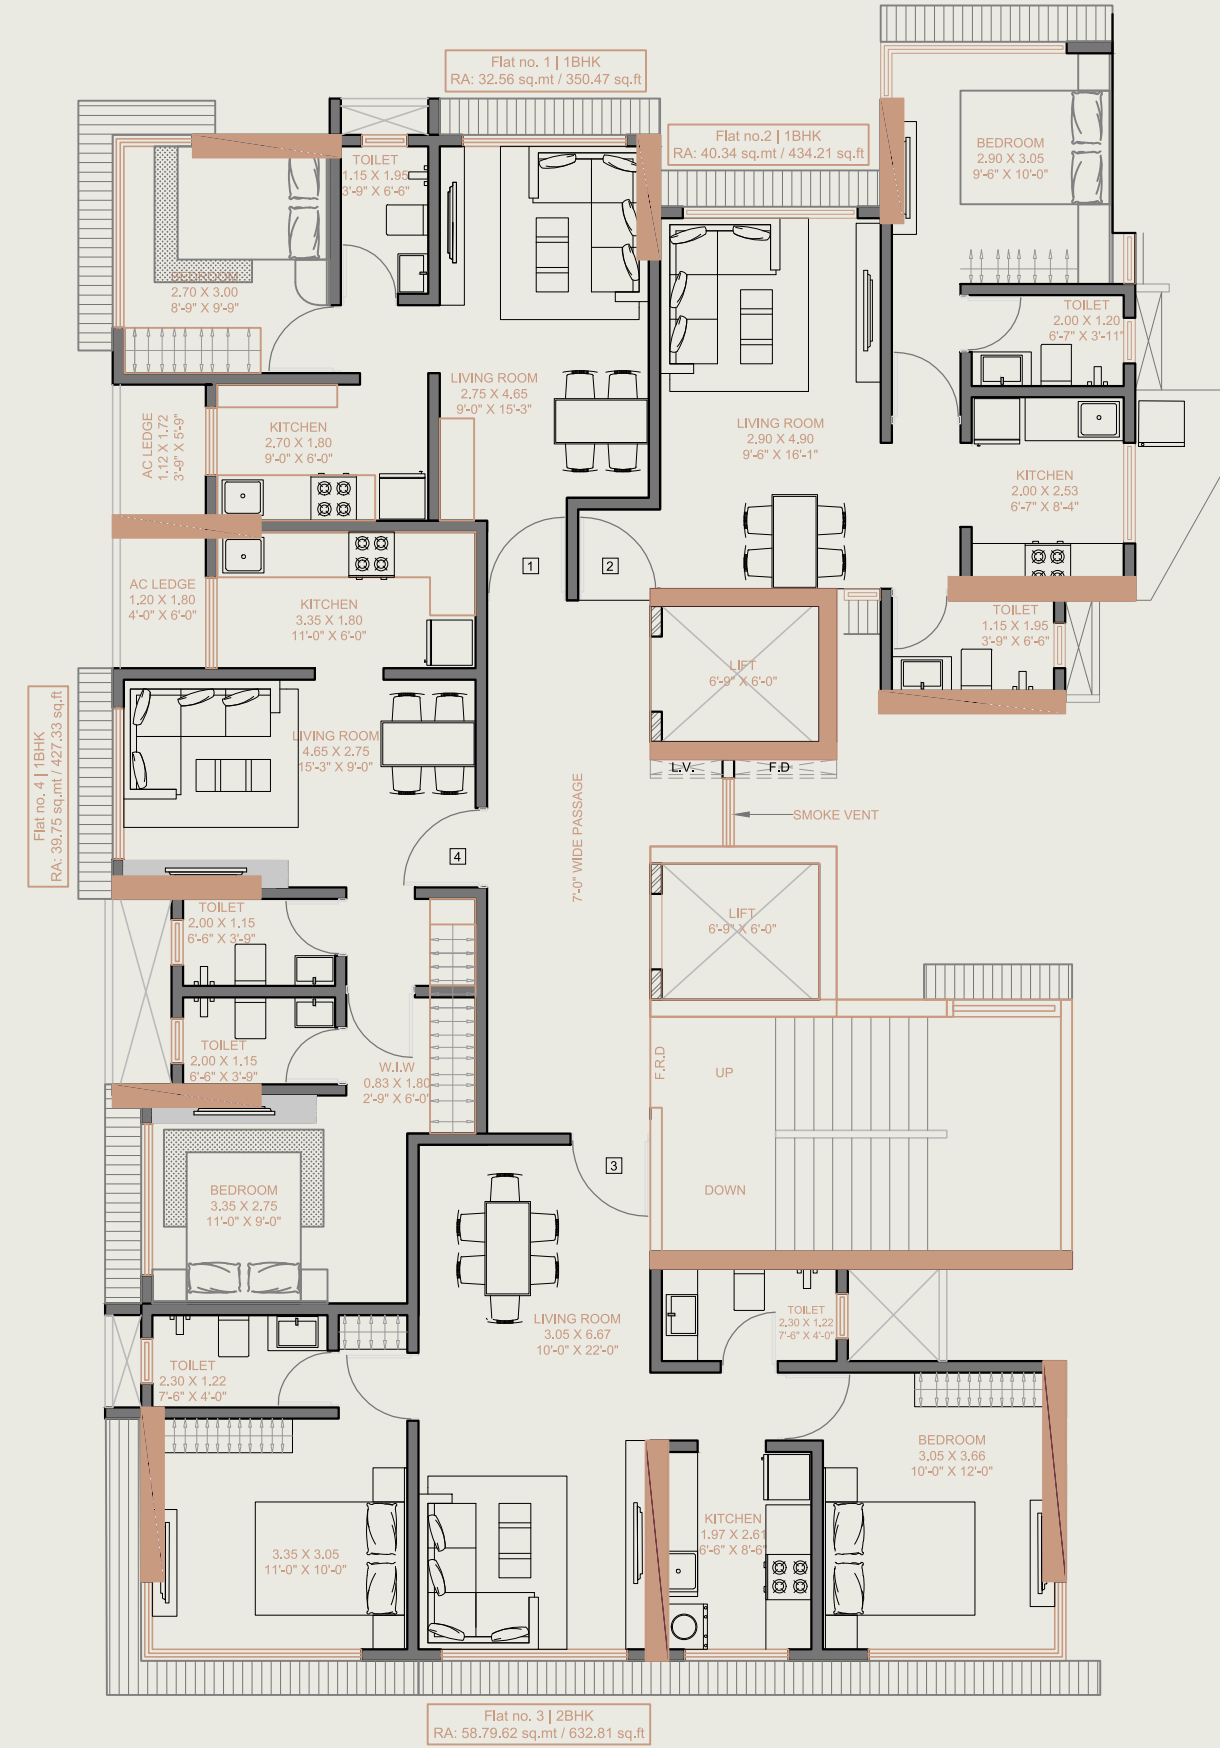 Flat no. 1 | 1BHK
RA: 32.56 sq.mt / 350.47 sq.ft
Flat no.2 | 1BHK
RA: 40.34 sq.mt / 434.21 sq.ft
BEDROOM
2.90 X 3.05
9'-6" X 10'-0"
TOILET
1.15 X 1.95
3'-9" X 6'-6"
BEDROOM
2.70 X 3.00
8'-9" X 9'-9"
TOILET
2.00 X 1.20
6'-7" X 3'-11"
LIVING ROOM
2.75 X 4.65
9'-0" X 15'-3"
LIVING ROOM
2.90 X 4.90
9'-6" X 16'-1"
AC LEDGE
1.12 X 1.72
3'-9" X 5'-9"
KITCHEN
2.70 X 1.80
9'-0" X 6'-0"
KITCHEN
2.00 X 2.53
6'-7" X 8'-4"
1
2
AC LEDGE
1.20 X 1.80
4'-0" X 6'-0"
KITCHEN
3.35 X 1.80
11'-0" X 6'-0"
TOILET
1.15 X 1.95
3'-9" X 6'-6"
LIFT
6'-9" X 6'-0"
Flat no. 4 | 1BHK
RA: 39.75 sq.mt / 427.33 sq.ft
LIVING ROOM
4.65 X 2.75
15'-3" X 9'-0"
L.V.
F.D
7'-0" WIDE PASSAGE
SMOKE VENT
4
TOILET
2.00 X 1.15
6'-6" X 3'-9"
LIFT
6'-9" X 6'-0"
TOILET
2.00 X 1.15
6'-6" X 3'-9"
W.I.W
0.83 X 1.80
2'-9" X 6'-0"
F.R.D
UP
3
DOWN
BEDROOM
3.35 X 2.75
11'-0" X 9'-0"
LIVING ROOM
3.05 X 6.67
10'-0" X 22'-0"
TOILET
2.30 X 1.22
7'-6" X 4'-0"
TOILET
2.30 X 1.22
7'-6" X 4'-0"
BEDROOM
3.05 X 3.66
10'-0" X 12'-0"
KITCHEN
1.97 X 2.61
6'-6" X 8'-6"
3.35 X 3.05
11'-0" X 10'-0"
Flat no. 3 | 2BHK
RA: 58.79.62 sq.mt / 632.81 sq.ft